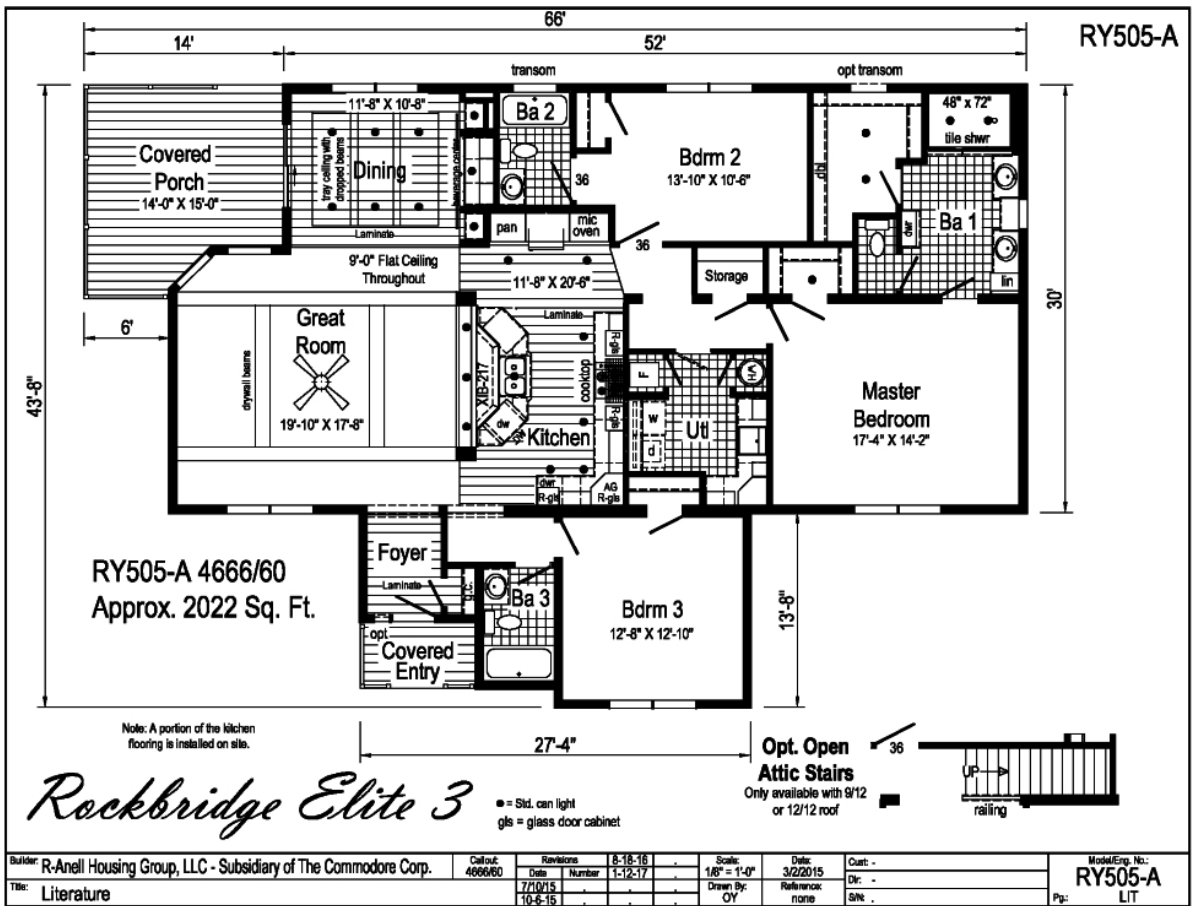 66'
RY505-A
14'
52'
transom
opt transom
11'-8" X 10'-8"
Ba 2
48" x 72"
tile shwr
Covered
Porch
14'-0" X 15'-0"
tray ceiling with
dropped beams
Dining
beverage center
36
Bdrm 2
13'-10" X 10'-6"
dbl
Ba 1
dwr
lin
Laminate
pan
mic
oven
36
9'-0" Flat Ceiling
Throughout
11'-8" X 20'-6"
Storage
Laminate
6'
43'-8"
30'
Great
Room
drywall beams
19'-10" X 17'-8"
XIB-217
dw
cooktop
R-gls
R-gls
Kitchen
dwr
R-gls
AG
R-gls
F
WH
w
d
Utl
Master
Bedroom
17'-4" X 14'-2"
RY505-A 4666/60
Approx. 2022 Sq. Ft.
Foyer
Laminate
g.c.
Ba 3
Bdrm 3
12'-8" X 12'-10"
13'-8"
opt
Covered
Entry
Note: A portion of the kitchen
flooring is installed on site.
27'-4"
Opt. Open
Attic Stairs
Only available with 9/12
or 12/12 roof
36
UP
railing
Rockbridge Elite 3
= Std. can light
gls = glass door cabinet
Builder: R-Anell Housing Group, LLC - Subsidiary of The Commodore Corp.
Title: Literature
Callout:
4666/60
Revisions
Date Number
7/10/15 .
10-6-15 .
8-18-16 .
1-12-17 .
Scale:
1/8" = 1'-0"
Drawn By:
OY
Date:
3/2/2015
Reference:
none
Cust: -
Dlr: -
S/N: .
Model/Eng. No.:
RY505-A
Pg.: LIT